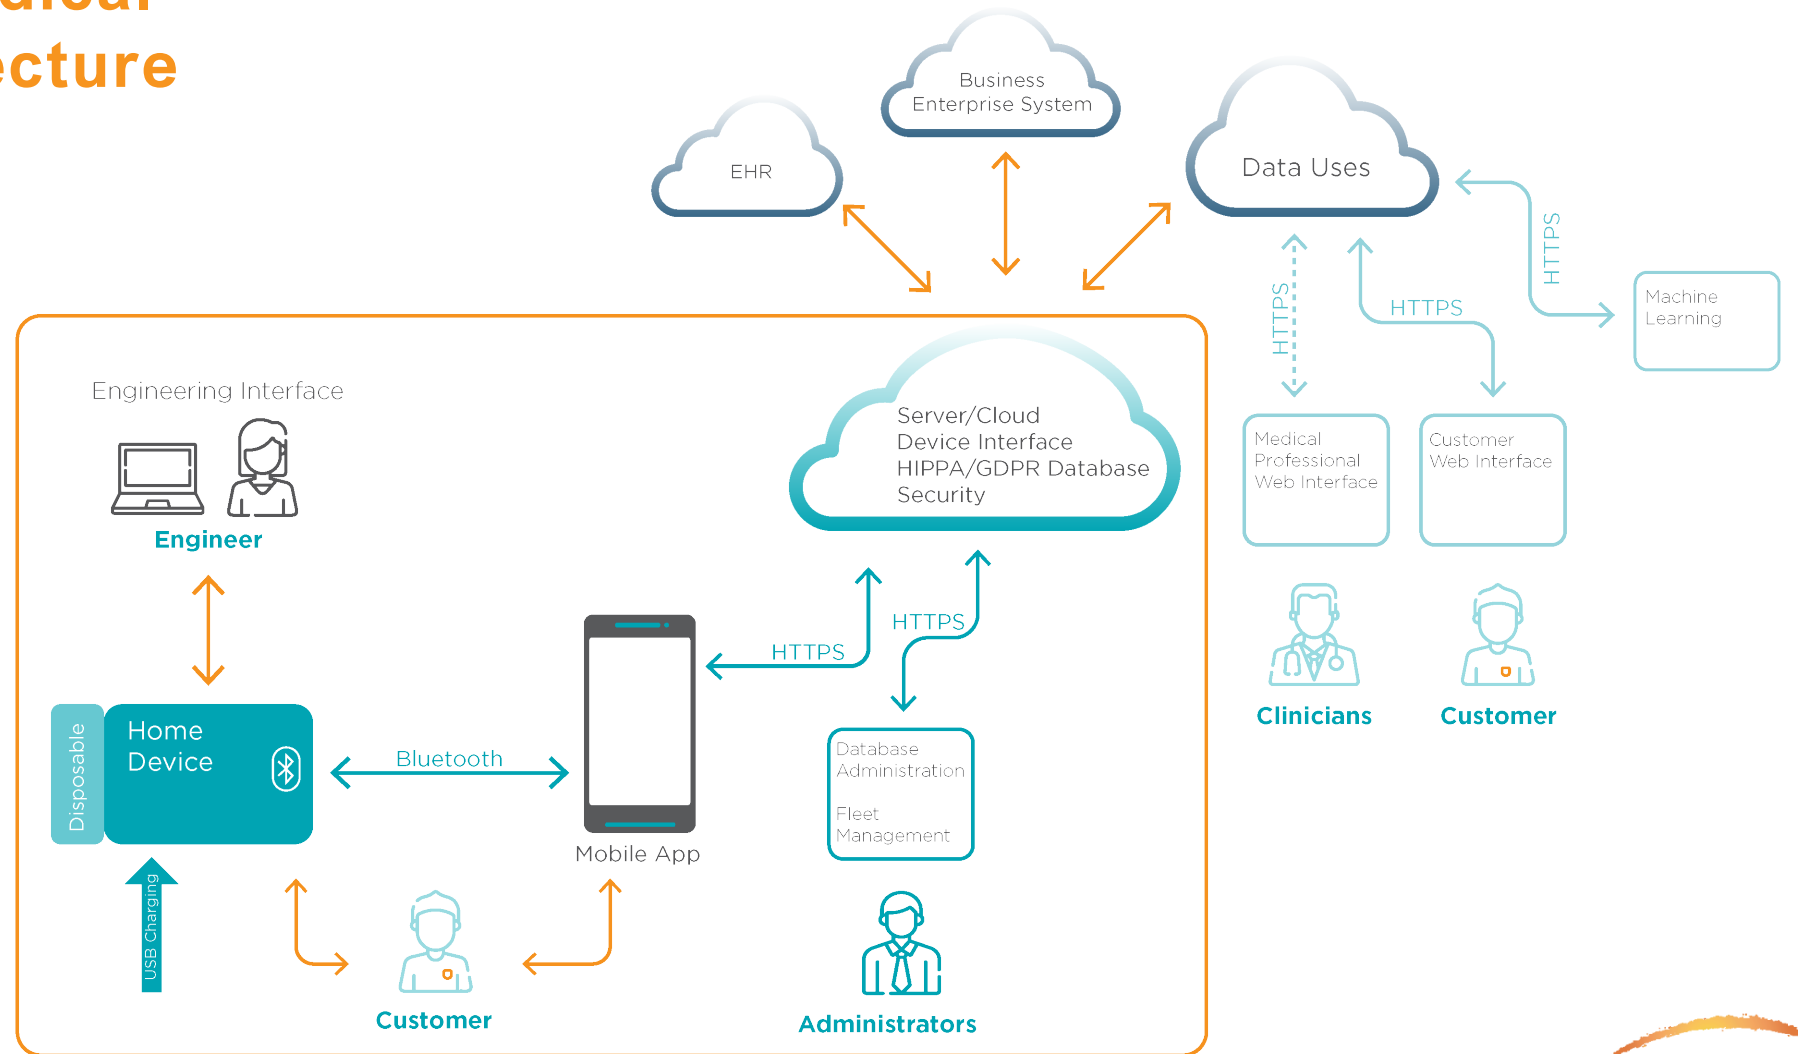 ecture
Business
Enterprise System
EHR
Data Uses
HTTPS
HTTPS
HTTPS
Machine
Learning
Engineering Interface
Engineer
Server/Cloud
Device Interface
HIPPA/GDPR Database
Security
Medical
Professional
Web Interface
Customer
Web Interface
Clinicians
Customer
HTTPS
HTTPS
Disposable
Home
Device
Bluetooth
Mobile App
USB Charging
Database
Administration
Fleet
Management
Customer
Administrators